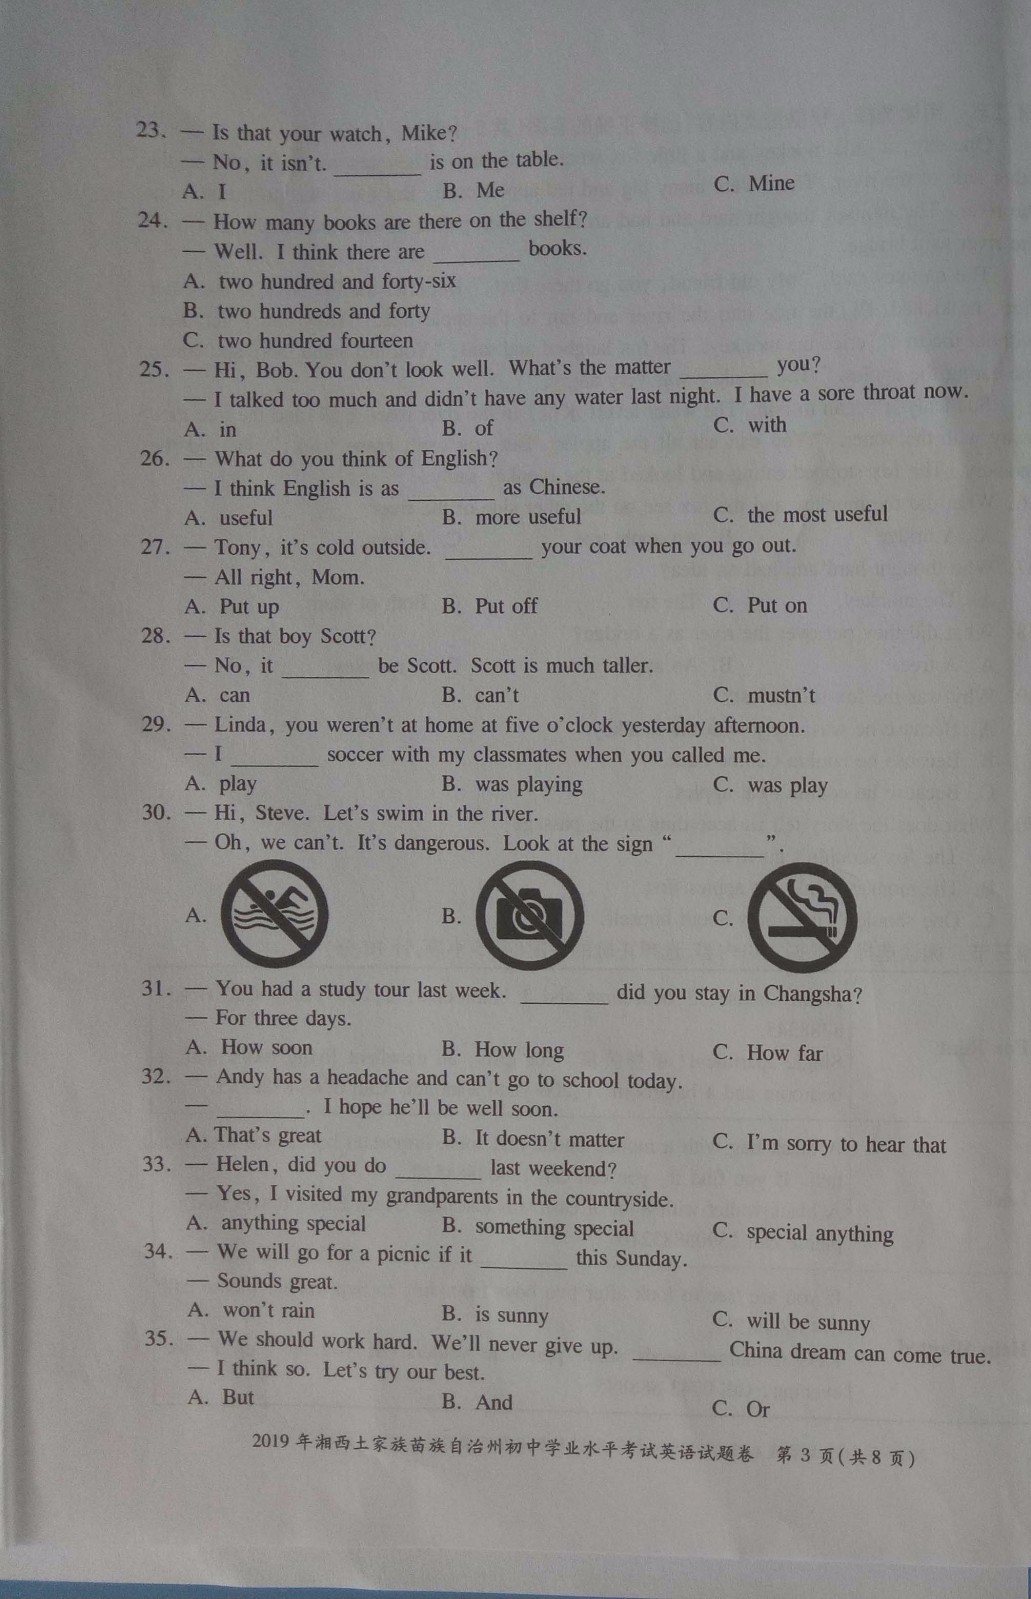 23. — Is that your watch, Mike?
— No, it isn't. ________ is on the table.
A. I B. Me C. Mine
24. — How many books are there on the shelf?
— Well. I think there are ________ books.
A. two hundred and forty-six
B. two hundreds and forty
C. two hundred fourteen
25. — Hi, Bob. You don't look well. What's the matter ________ you?
— I talked too much and didn't have any water last night. I have a sore throat now.
A. in B. of C. with
26. — What do you think of English?
— I think English is as ________ as Chinese.
A. useful B. more useful C. the most useful
27. — Tony, it's cold outside. ________ your coat when you go out.
— All right, Mom.
A. Put up B. Put off C. Put on
28. — Is that boy Scott?
— No, it ________ be Scott. Scott is much taller.
A. can B. can't C. mustn't
29. — Linda, you weren't at home at five o'clock yesterday afternoon.
— I ________ soccer with my classmates when you called me.
A. play B. was playing C. was play
30. — Hi, Steve. Let's swim in the river.
— Oh, we can't. It's dangerous. Look at the sign "________".
A. B. C.
31. — You had a study tour last week. ________ did you stay in Changsha?
— For three days.
A. How soon B. How long C. How far
32. — Andy has a headache and can't go to school today.
— ________. I hope he'll be well soon.
A. That's great B. It doesn't matter C. I'm sorry to hear that
33. — Helen, did you do ________ last weekend?
— Yes, I visited my grandparents in the countryside.
A. anything special B. something special C. special anything
34. — We will go for a picnic if it ________ this Sunday.
— Sounds great.
A. won't rain B. is sunny C. will be sunny
35. — We should work hard. We'll never give up. ________ China dream can come true.
— I think so. Let's try our best.
A. But B. And C. Or
2019年湘西土家族苗族自治州初中学业水平考试英语试题卷 第 3 页(共 8 页)